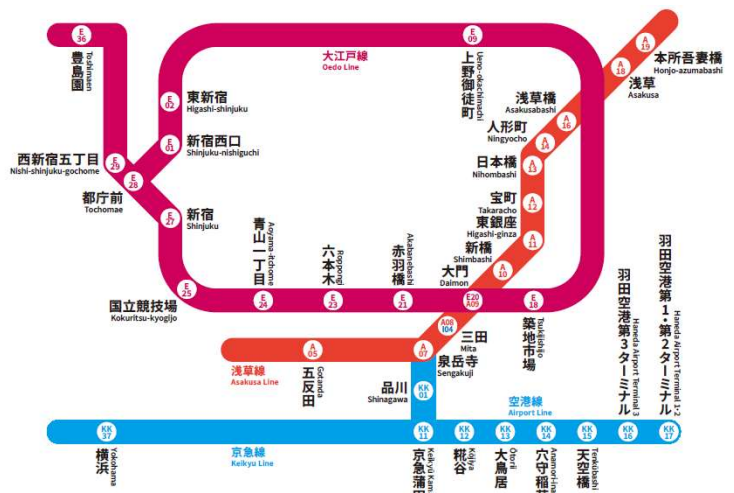 E 36
豊島園
Toshimaen
大江戸線
Oedo Line
E 09
上野御徒町
Ueno-okachimachi
A 19
本所吾妻橋
Honjo-azumabashi
A 18
浅草
Asakusa
浅草橋
Asakusabashi
A 16
人形町
Ningyocho
A 14
日本橋
Nihombashi
A 13
宝町
Takaracho
A 12
東銀座
Higashi-ginza
A 11
新橋
Shimbashi
A 10
大門
Daimon
E20 A09
E 02
東新宿
Higashi-shinjuku
E 01
新宿西口
Shinjuku-nishiguchi
西新宿五丁目
Nishi-shinjuku-gochome
E 29
E 28
都庁前
Tochomae
E 27
新宿
Shinjuku
国立競技場
Kokuritsu-kyogijo
E 25
青山一丁目
Aoyama-itchome
E 24
六本木
Roppongi
E 23
赤羽橋
Akabanebashi
E 21
E 18
築地市場
Tsukijishijo
A08 I04
三田
Mita
浅草線
Asakusa Line
A 05
五反田
Gotanda
A 07
泉岳寺
Sengakuji
品川
Shinagawa
KK 01
空港線
Airport Line
羽田空港第3ターミナル
Haneda Airport Terminal 3
羽田空港第1・第2ターミナル
Haneda Airport Terminal 1·2
KK 37
横浜
Yokohama
京急線
Keikyu Line
KK 11
京急蒲
Keikyū Kam
KK 12
糀谷
Kōjiya
KK 13
大鳥居
Ōtorii
KK 14
穴守稲
Anamori-ina
KK 15
天空橋
Tenkūbashi
KK 16
KK 17